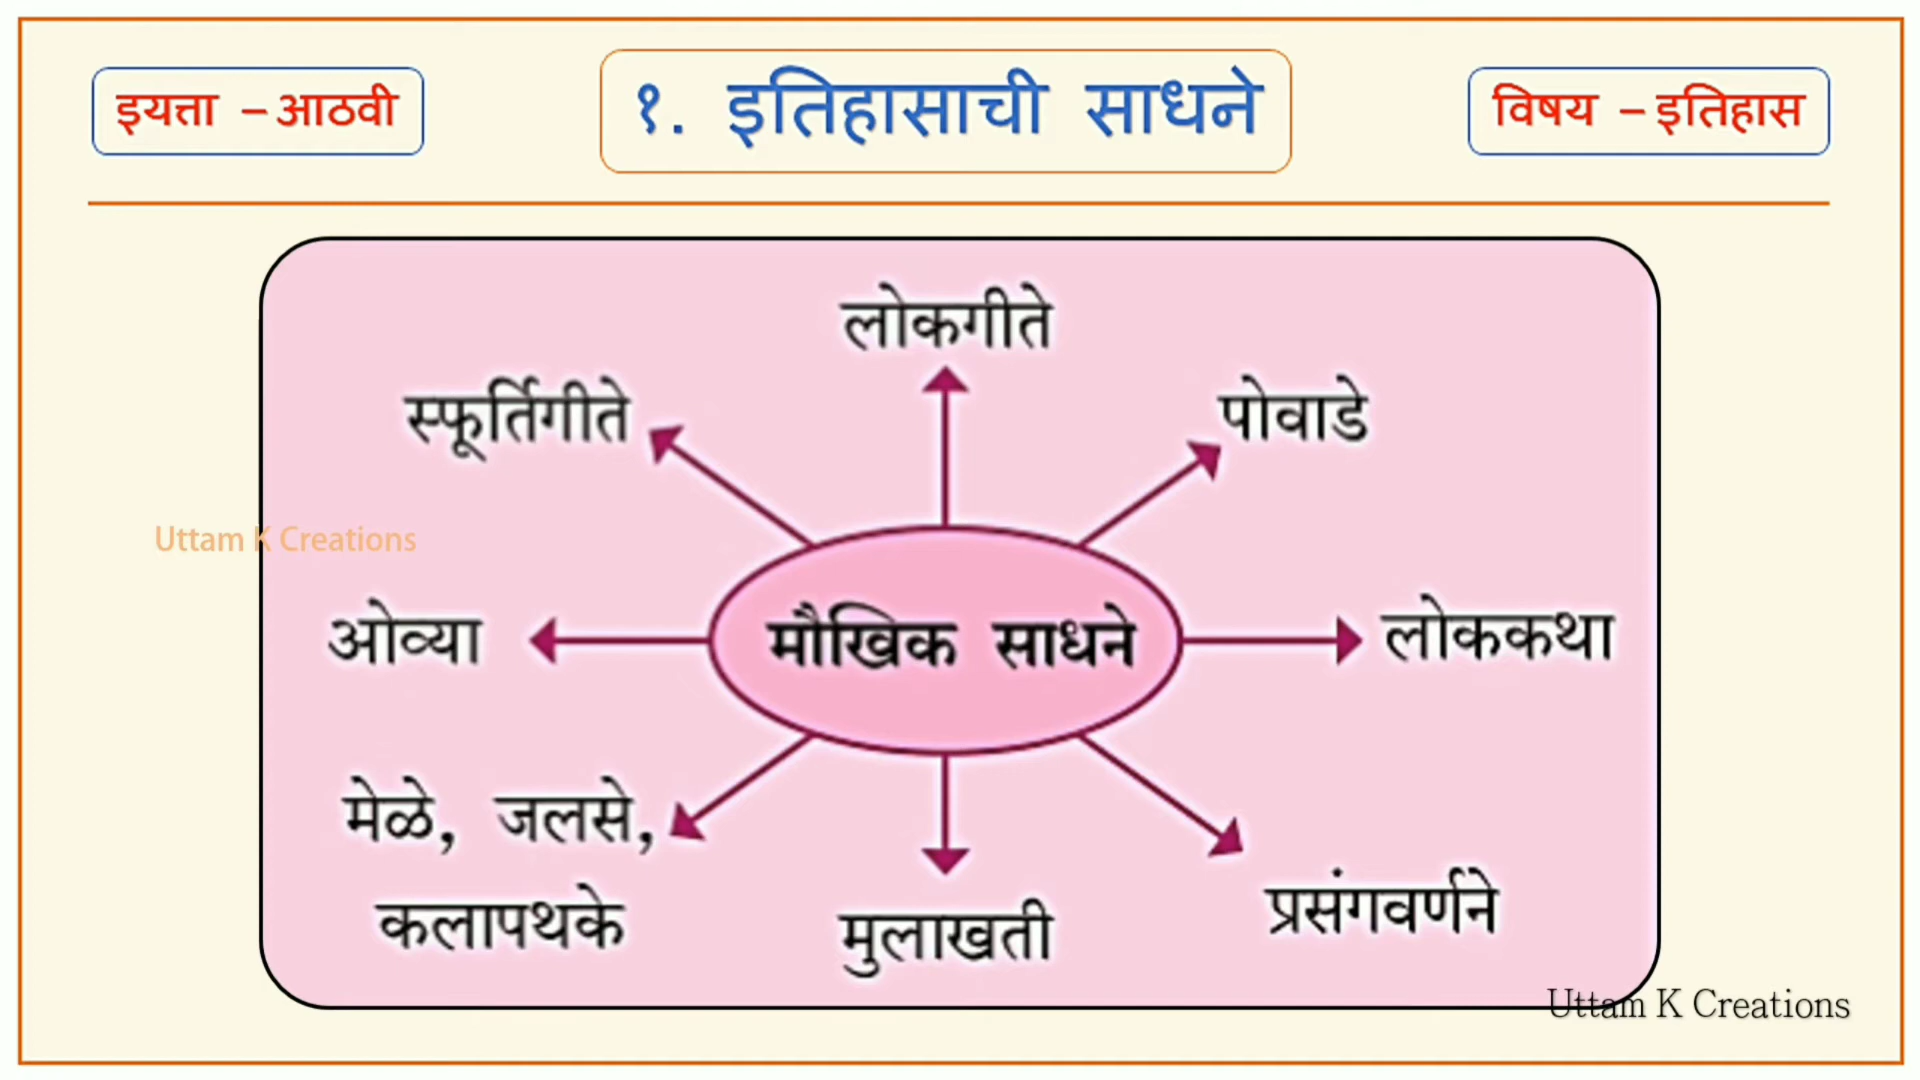 इयत्ता – आठवी
१. इतिहासाची साधने
विषय – इतिहास
लोकगीते
स्फूर्तिगीते
पोवाडे
Uttam K Creations
ओव्या
मौखिक साधने
लोककथा
मेळे, जलसे,
कलापथके
मुलाखती
प्रसंगवर्णने
Uttam K Creations